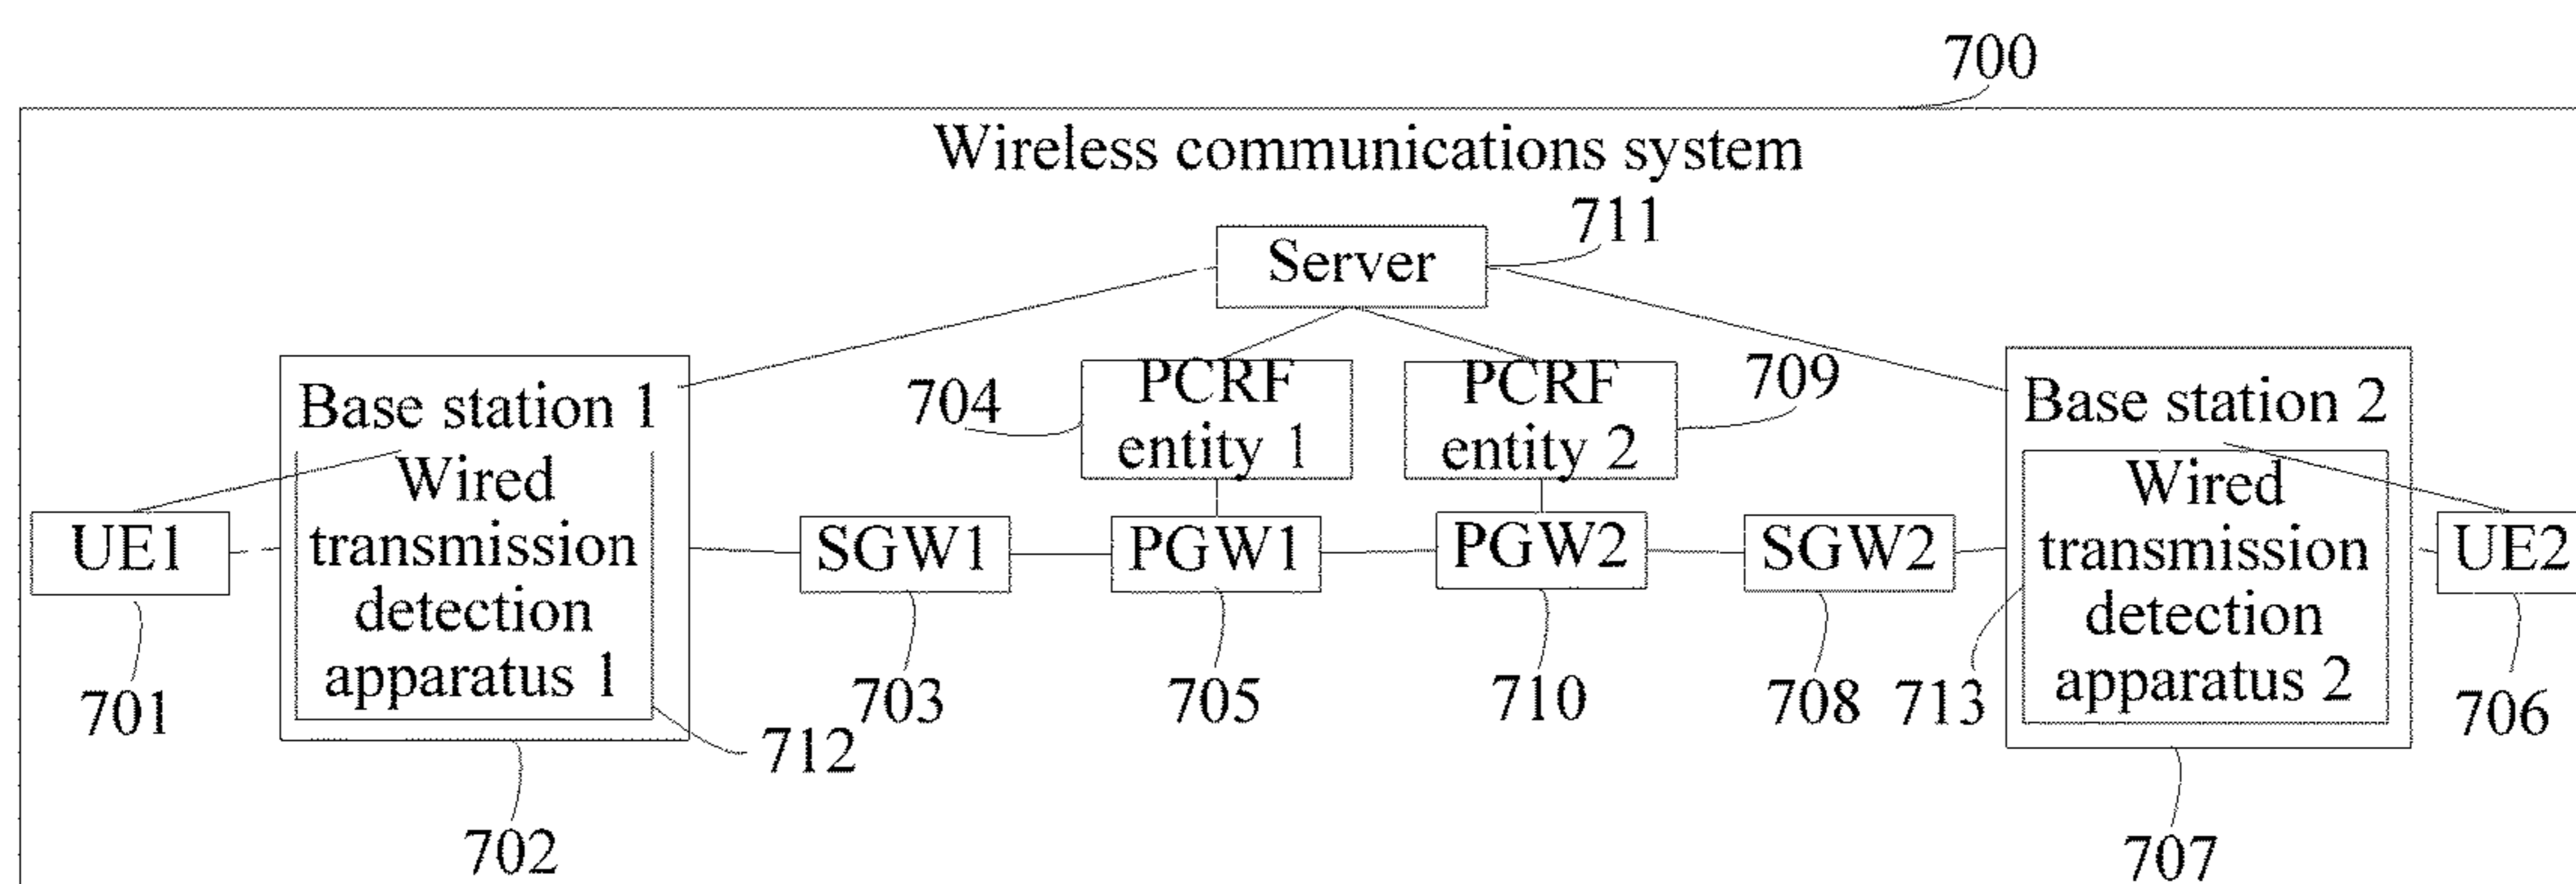 700
Wireless communications system
711
Server
704
PCRF
entity 1
PCRF
entity 2
709
Base station 1
Wired
transmission
detection
apparatus 1
Base station 2
Wired
transmission
detection
apparatus 2
UE1
SGW1
PGW1
PGW2
SGW2
UE2
701
712
703
705
710
708
713
706
702
707